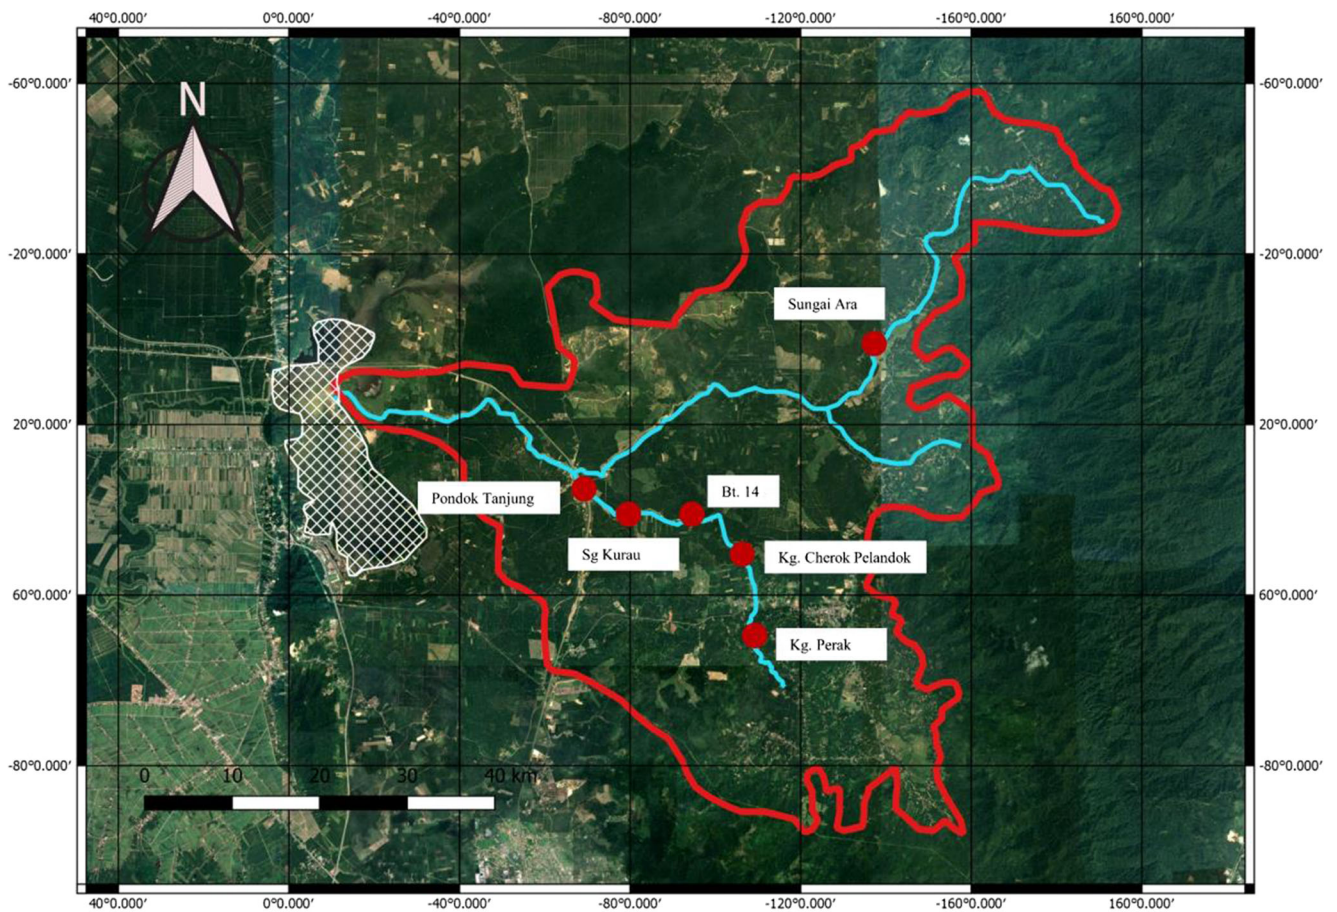 40°0.000′ 0°0.000′ -40°0.000′ -80°0.000′ -120°0.000′ -160°0.000′ 160°0.000′
-60°0.000′ -60°0.000′
N
-20°0.000′ -20°0.000′
Sungai Ara
20°0.000′ 20°0.000′
Pondok Tanjung
Bt. 14
Sg Kurau
Kg. Cherok Pelandok
60°0.000′ 60°0.000′
Kg. Perak
-80°0.000′ -80°0.000′
0 10 20 30 40 km
40°0.000′ 0°0.000′ -40°0.000′ -80°0.000′ -120°0.000′ -160°0.000′ 160°0.000′